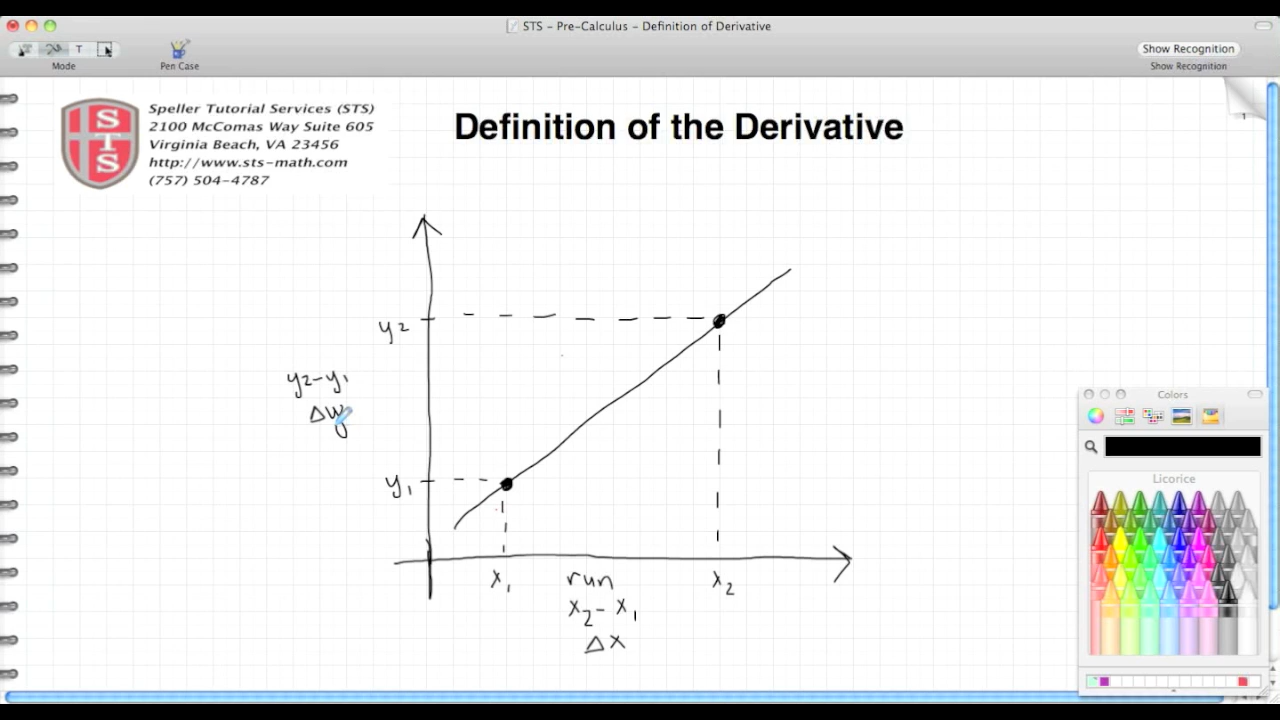 STS - Pre-Calculus - Definition of Derivative
T
Show Recognition
Mode
Pen Case
Show Recognition
STS
Speller Tutorial Services (STS)
2100 McComas Way Suite 605
Virginia Beach, VA 23456
http://www.sts-math.com
(757) 504-4787
Definition of the Derivative
1
y2
y2-y1
Δy
y1
x1
run
x2
x2 - x1
Δx
Colors
Licorice